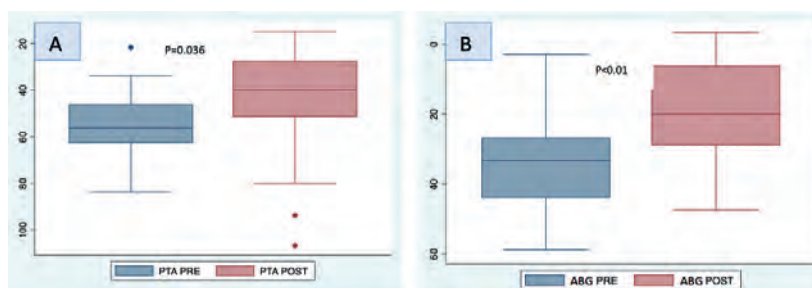 A
P=0.036
20
40
60
80
100
PTA PRE
PTA POST
B
P<0.01
0
20
40
60
ABG PRE
ABG POST